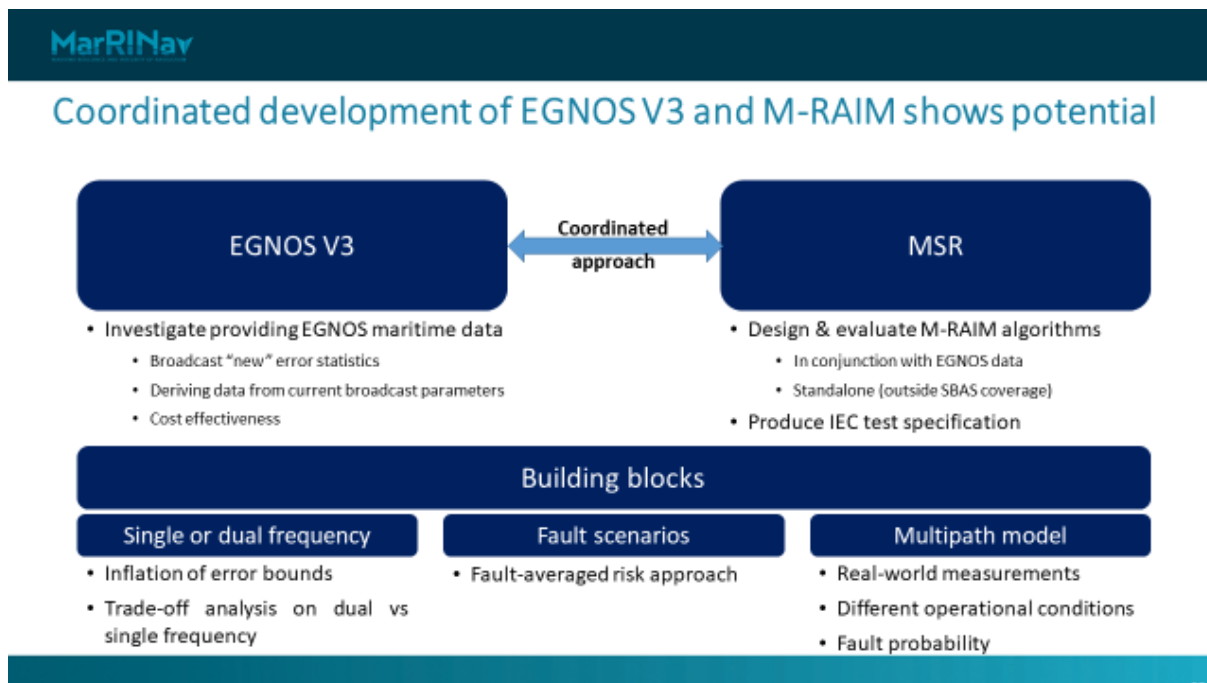 MarRINav
Coordinated development of EGNOS V3 and M-RAIM shows potential
EGNOS V3
Coordinated
approach
MSR
• Investigate providing EGNOS maritime data
• Broadcast “new” error statistics
• Deriving data from current broadcast parameters
• Cost effectiveness
• Design & evaluate M-RAIM algorithms
• In conjunction with EGNOS data
• Standalone (outside SBAS coverage)
• Produce IEC test specification
Building blocks
Single or dual frequency
• Inflation of error bounds
• Trade-off analysis on dual vs
single frequency
Fault scenarios
• Fault-averaged risk approach
Multipath model
• Real-world measurements
• Different operational conditions
• Fault probability